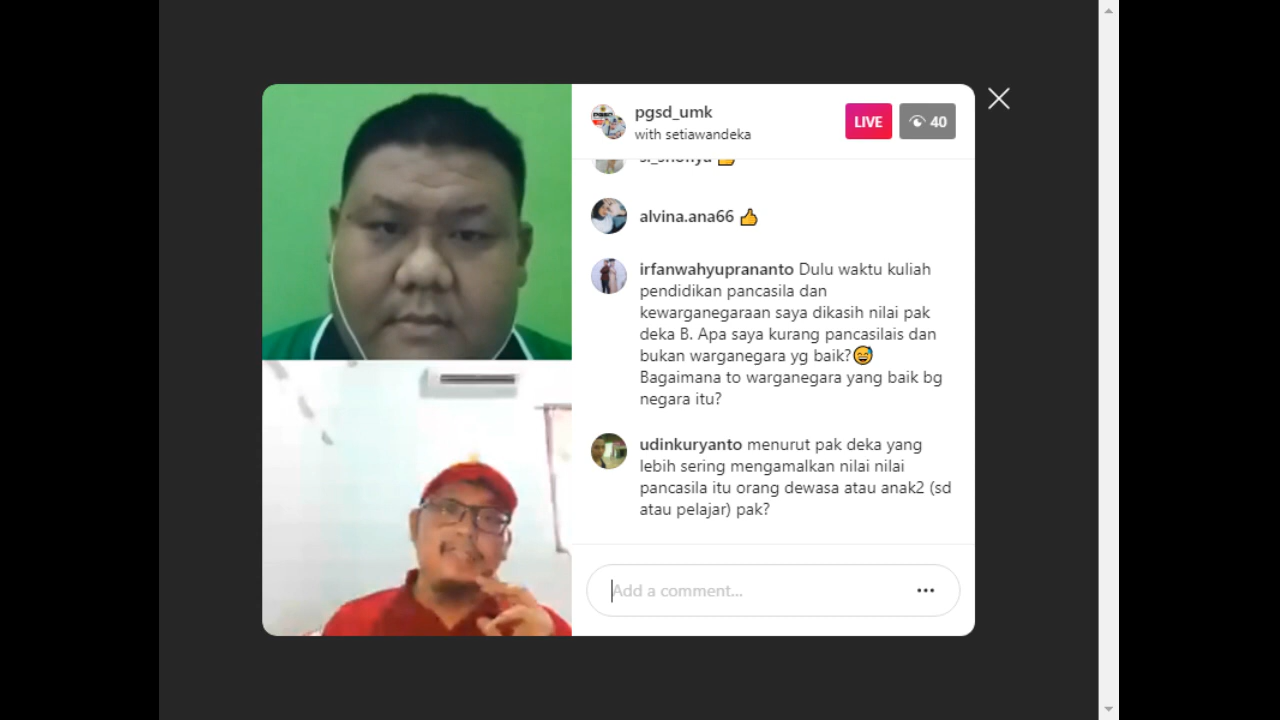 pgsd_umk
with setiawandeka
LIVE
40
alvina.ana66 👍
irfanwahyuprananto Dulu waktu kuliah
pendidikan pancasila dan
kewarganegaraan saya dikasih nilai pak
deka B. Apa saya kurang pancasilais dan
bukan warganegara yg baik?😅
Bagaimana to warganegara yang baik bg
negara itu?
udinkuryanto menurut pak deka yang
lebih sering mengamalkan nilai nilai
pancasila itu orang dewasa atau anak2 (sd
atau pelajar) pak?
Add a comment...